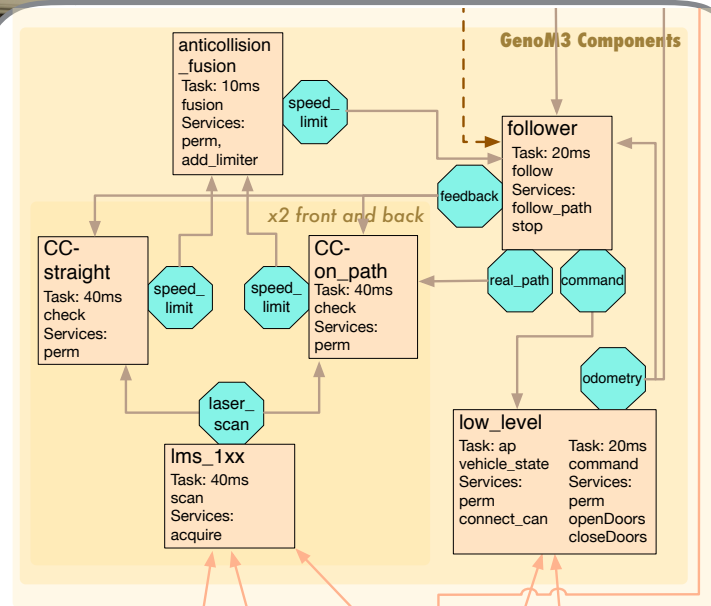 GenoM3 Components
anticollision
_fusion
Task: 10ms
fusion
Services:
perm,
add_limiter
speed_
limit
follower
Task: 20ms
follow
Services:
follow_path
stop
feedback
x2 front and back
CC-
straight
Task: 40ms
check
Services:
perm
speed_
limit
speed_
limit
CC-
on_path
Task: 40ms
check
Services:
perm
real_path
command
odometry
laser_
scan
lms_1xx
Task: 40ms
scan
Services:
acquire
low_level
Task: ap
vehicle_state
Services:
perm
connect_can
Task: 20ms
command
Services:
perm
openDoors
closeDoors